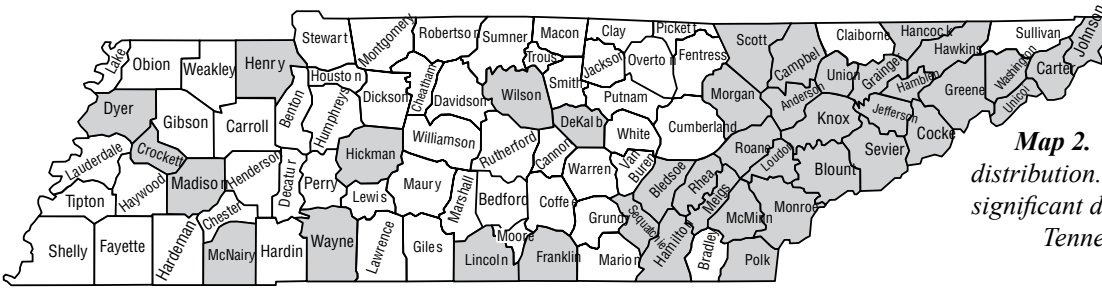 Lake
Obion
Weakley
Henry
Stewart
Montgomery
Robertson
Sumner
Macon
Trous
Clay
Pickett
Fentress
Scott
Campbel
Claiborne
Hancock
Hawkins
Sullivan
Johnson
Dyer
Gibson
Carroll
Benton
Houston
Humphreys
Dickson
Cheatham
Davidson
Wilson
Smith
Jackson
Overton
Putnam
Morgan
Anderson
Union
Grainger
Hamblen
Greene
Washington
Unicoi
Carter
Lauderdale
Crockett
Haywood
Madison
Henderson
Decatur
Perry
Hickman
Williamson
Rutherford
Cannon
DeKalb
White
Cumberland
Roane
Loudon
Knox
Jefferson
Sevier
Cocke
Tipton
Chester
Lewis
Maury
Marshall
Bedford
Coffee
Warren
Van
Buren
Bledsoe
Rhea
Meigs
McMinn
Monroe
Blount
Shelly
Fayette
Hardeman
McNairy
Hardin
Wayne
Lawrence
Giles
Lincoln
Moore
Franklin
Grundy
Marion
Sequatch
ie
Hamilton
Bradley
Polk
Map 2.
distribution.
significant d
Tenne